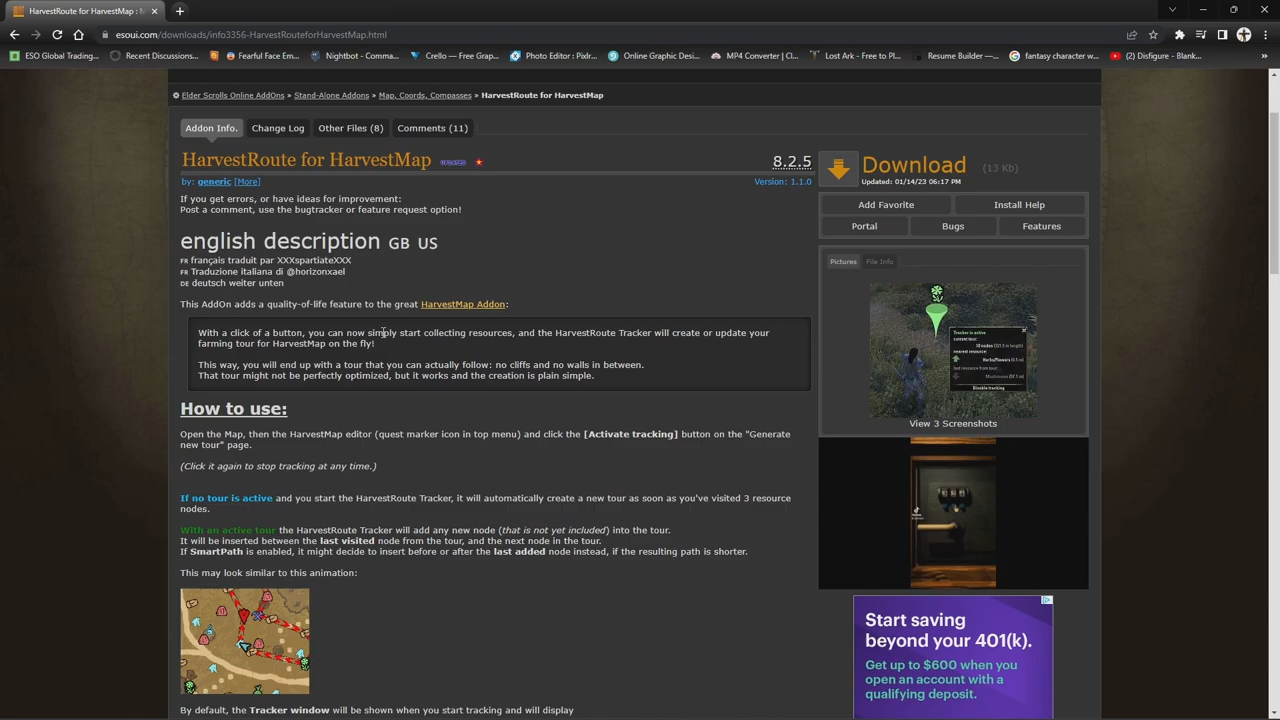 HarvestRoute for HarvestMap : M
esoui.com/downloads/info3356-HarvestRouteforHarvestMap.html
ESO Global Trading... Recent Discussions... Fearful Face Em... Nightbot - Comma... Crello — Free Grap... Photo Editor : Pixlr... Online Graphic Desi... MP4 Converter | Cl... Lost Ark - Free to Pl... Resume Builder —... fantasy character w... (2) Disfigure - Blank... »
Elder Scrolls Online AddOns » Stand-Alone Addons » Map, Coords, Compasses » HarvestRoute for HarvestMap
Addon Info. Change Log Other Files (8) Comments (11)
HarvestRoute for HarvestMap UPDATED 8.2.5
by: generic [More] Version: 1.1.0
Download (13 Kb)
Updated: 01/14/23 06:17 PM
Add Favorite Install Help
Portal Bugs Features
If you get errors, or have ideas for improvement:
Post a comment, use the bugtracker or feature request option!
english description GB US
FR français traduit par XXXspartiateXXX
FR Traduzione italiana di @horizonxael
DE deutsch weiter unten
This AddOn adds a quality-of-life feature to the great HarvestMap Addon:
With a click of a button, you can now simply start collecting resources, and the HarvestRoute Tracker will create or update your
farming tour for HarvestMap on the fly!
This way, you will end up with a tour that you can actually follow: no cliffs and no walls in between.
That tour might not be perfectly optimized, but it works and the creation is plain simple.
How to use:
Open the Map, then the HarvestMap editor (quest marker icon in top menu) and click the [Activate tracking] button on the "Generate
new tour" page.
(Click it again to stop tracking at any time.)
If no tour is active and you start the HarvestRoute Tracker, it will automatically create a new tour as soon as you've visited 3 resource
nodes.
With an active tour the HarvestRoute Tracker will add any new node (that is not yet included) into the tour.
It will be inserted between the last visited node from the tour, and the next node in the tour.
If SmartPath is enabled, it might decide to insert before or after the last added node instead, if the resulting path is shorter.
This may look similar to this animation:
By default, the Tracker window will be shown when you start tracking and will display
Pictures File Info
Tracker is active
current tour:
nearest resource:
last resource from tour:
Disable tracking
View 3 Screenshots
Start saving
beyond your 401(k).
Get up to $600 when you
open an account with a
qualifying deposit.